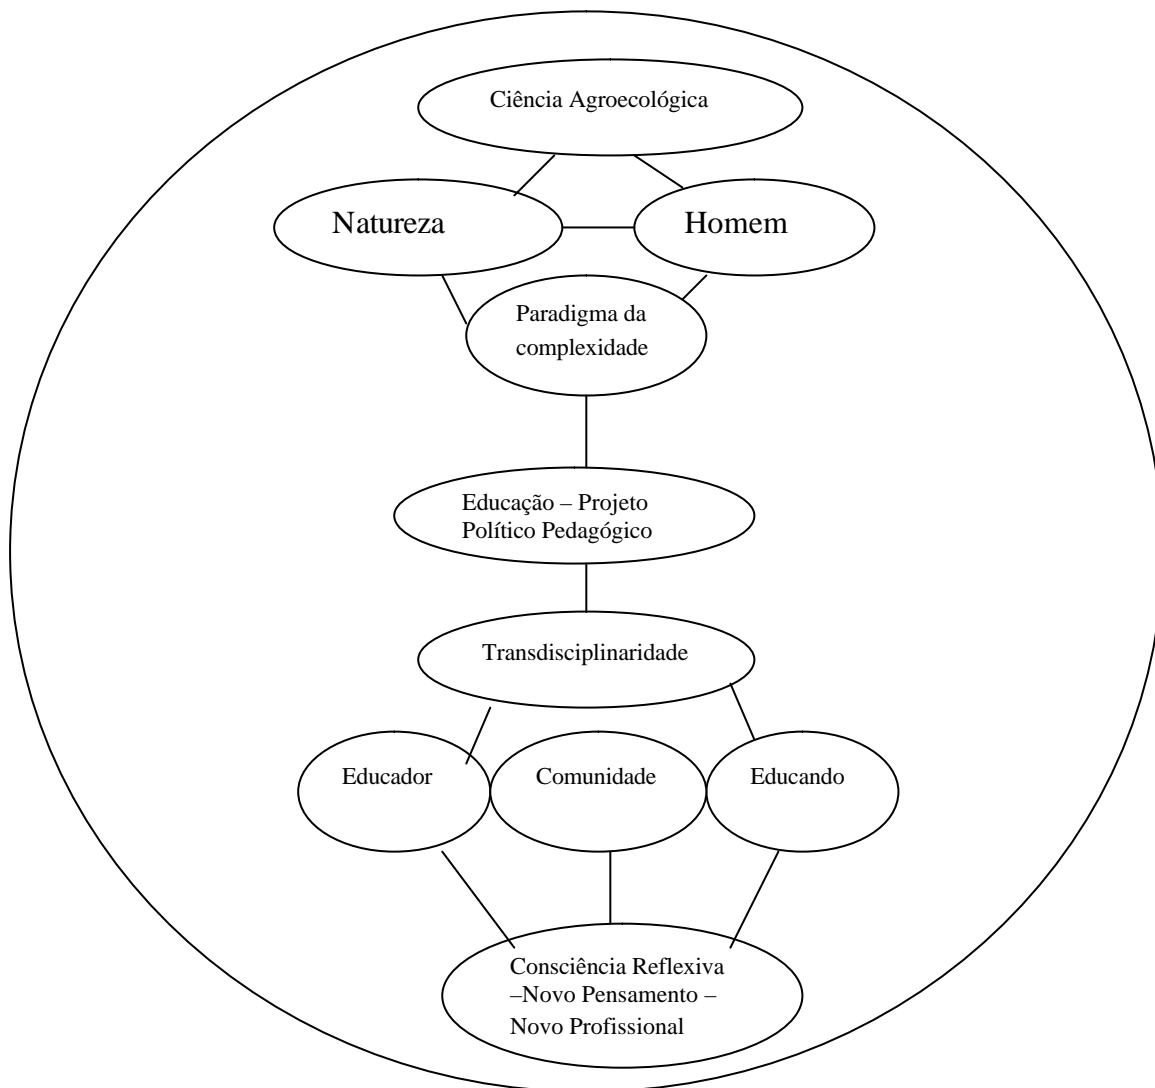 Ciência Agroecológica
Natureza
Homem
Paradigma da
complexidade
Educação – Projeto
Político Pedagógico
Transdisciplinaridade
Educador
Comunidade
Educando
Consciência Reflexiva
–Novo Pensamento –
Novo Profissional